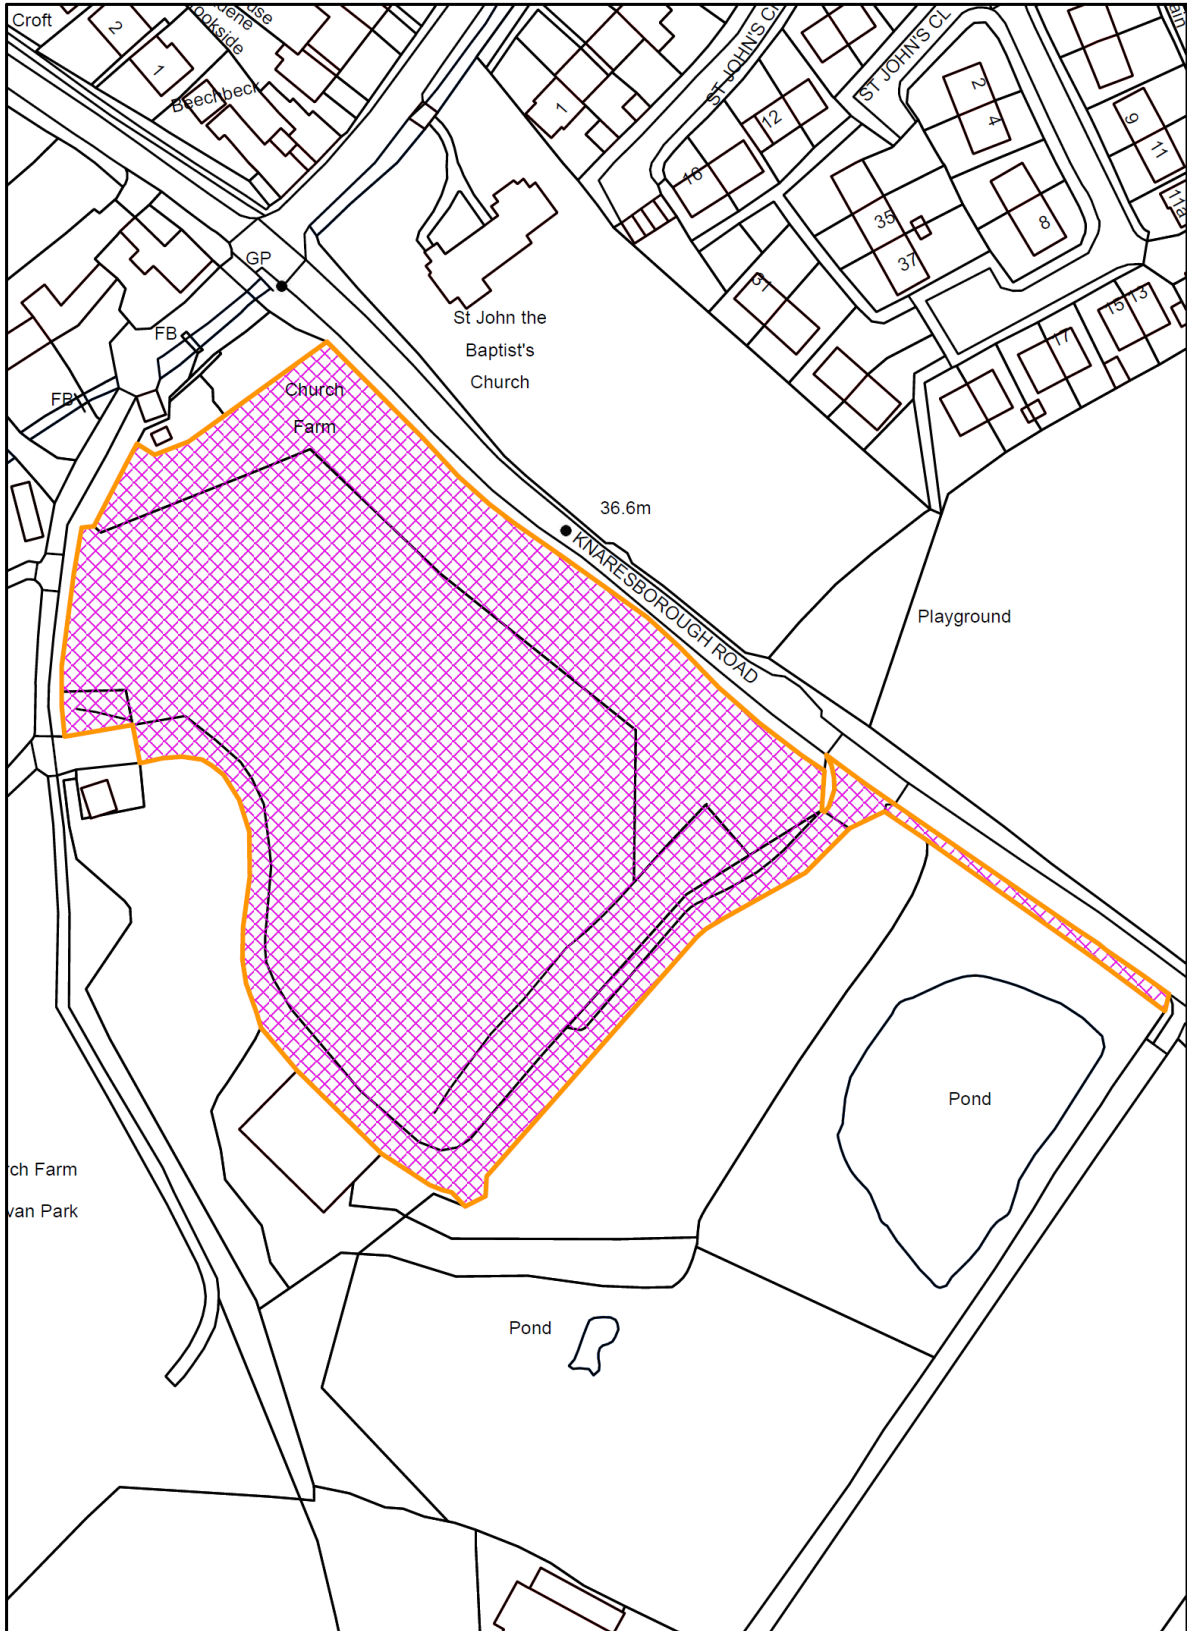 Croft
2
1
Beechbeck
ookside
1
ST JOHN'S CL
ST JOHN'S CL
12
10
2
4
9
11
11a
35
37
8
31
15
13
17
GP
FB
FB
St John the
Baptist's
Church
Church
Farm
36.6m
KNARESBOROUGH ROAD
Playground
Pond
rch Farm
van Park
Pond